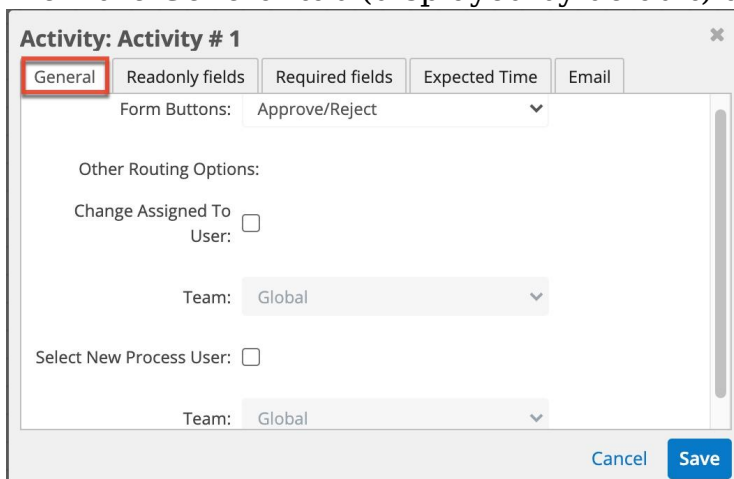 Activity: Activity # 1
General Readonly fields Required fields Expected Time Email
Form Buttons: Approve/Reject
Other Routing Options:
Change Assigned To
User:
Team: Global
Select New Process User:
Team: Global
Cancel Save